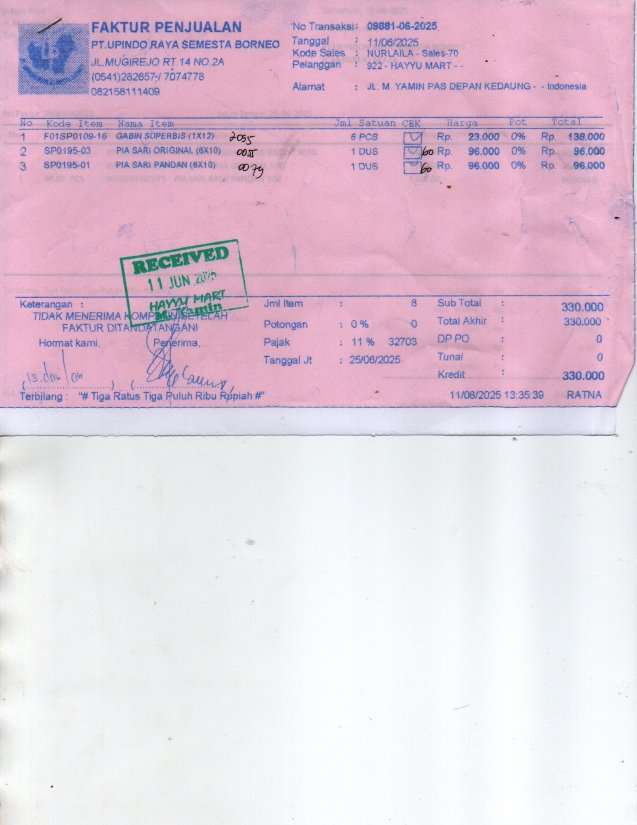 FAKTUR PENJUALAN
PT.UPINDO RAYA SEMESTA BORNEO
JL.MUGIREJO RT 14 NO 2A
(0541)282657 / 7074778
082158111409
No Transaksi : 09881-06-2025
Tanggal : 11/06/2025
Kode Sales : NURLAILA - Sales-70
Pelanggan : 922 - HAYYU MART - -
Alamat : JL. M. YAMIN PAS DEPAN KEDAUNG - - Indonesia
No Kode Item Nama Item Jml Satuan CEK Harga Pot Total
1 F01SP0109-16 GABIN SUPERBIS (1X12) 2055 6 PCS Rp. 23.000 0% Rp. 138.000
2 SP0195-03 PIA SARI ORIGINAL (6X10) 0055 1 DUS 60 Rp. 96.000 0% Rp. 96.000
3 SP0195-01 PIA SARI PANDAN (6X10) 0079 1 DUS 60 Rp. 96.000 0% Rp. 96.000
RECEIVED
11 JUN 2025
HAYYU MART
M. Yamin
Keterangan :
TIDAK MENERIMA KOMPLIN SETELAH
FAKTUR DITANDATANGANI
Hormat kami, Penerima,
Jml Item : 8
Potongan : 0 % 0
Pajak : 11 % 32703
Tanggal Jt : 25/06/2025
Sub Total : 330.000
Total Akhir : 330.000
DP PO : 0
Tunai : 0
Kredit : 330.000
Terbilang : "# Tiga Ratus Tiga Puluh Ribu Rupiah #"
11/06/2025 13:35:39 RATNA